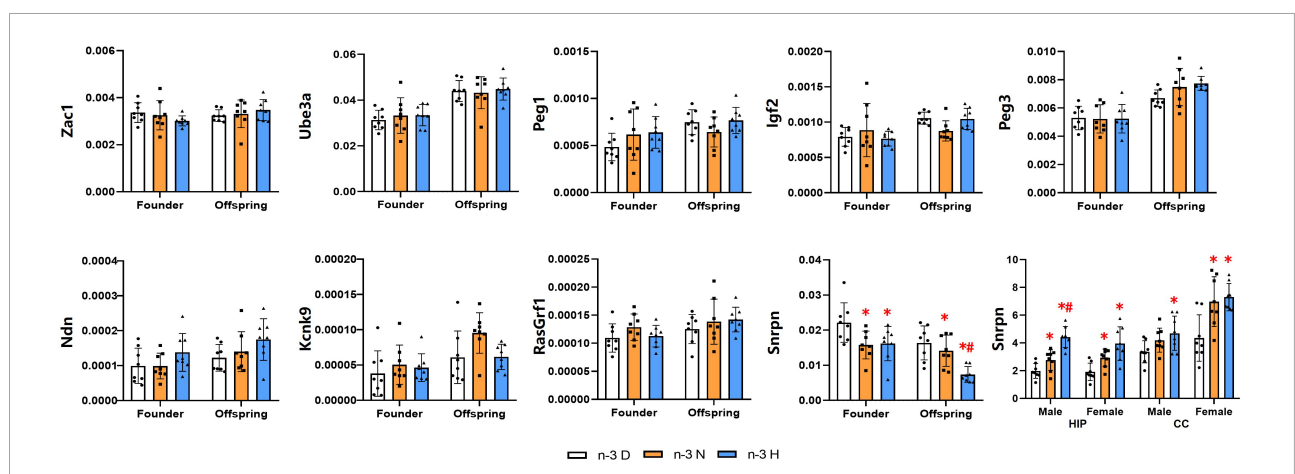 Zac1
0.006
0.004
0.002
0.000
Founder
Offspring
Ube3a
0.06
0.04
0.02
0.00
Founder
Offspring
Peg1
0.0015
0.0010
0.0005
0.0000
Founder
Offspring
Igf2
0.0020
0.0015
0.0010
0.0005
0.0000
Founder
Offspring
Peg3
0.010
0.008
0.006
0.004
0.002
0.000
Founder
Offspring
Ndn
0.0004
0.0003
0.0002
0.0001
0.0000
Founder
Offspring
Kcnk9
0.00020
0.00015
0.00010
0.00005
0.00000
Founder
Offspring
RasGrf1
0.00025
0.00020
0.00015
0.00010
0.00005
0.00000
Founder
Offspring
Snrpn
0.04
0.03
0.02
0.01
0.00
* * * *#
Founder
Offspring
Snrpn
10
8
6
4
2
0
* *# * * * * *
Male
Female
Male
Female
HIP
CC
n-3 D
n-3 N
n-3 H